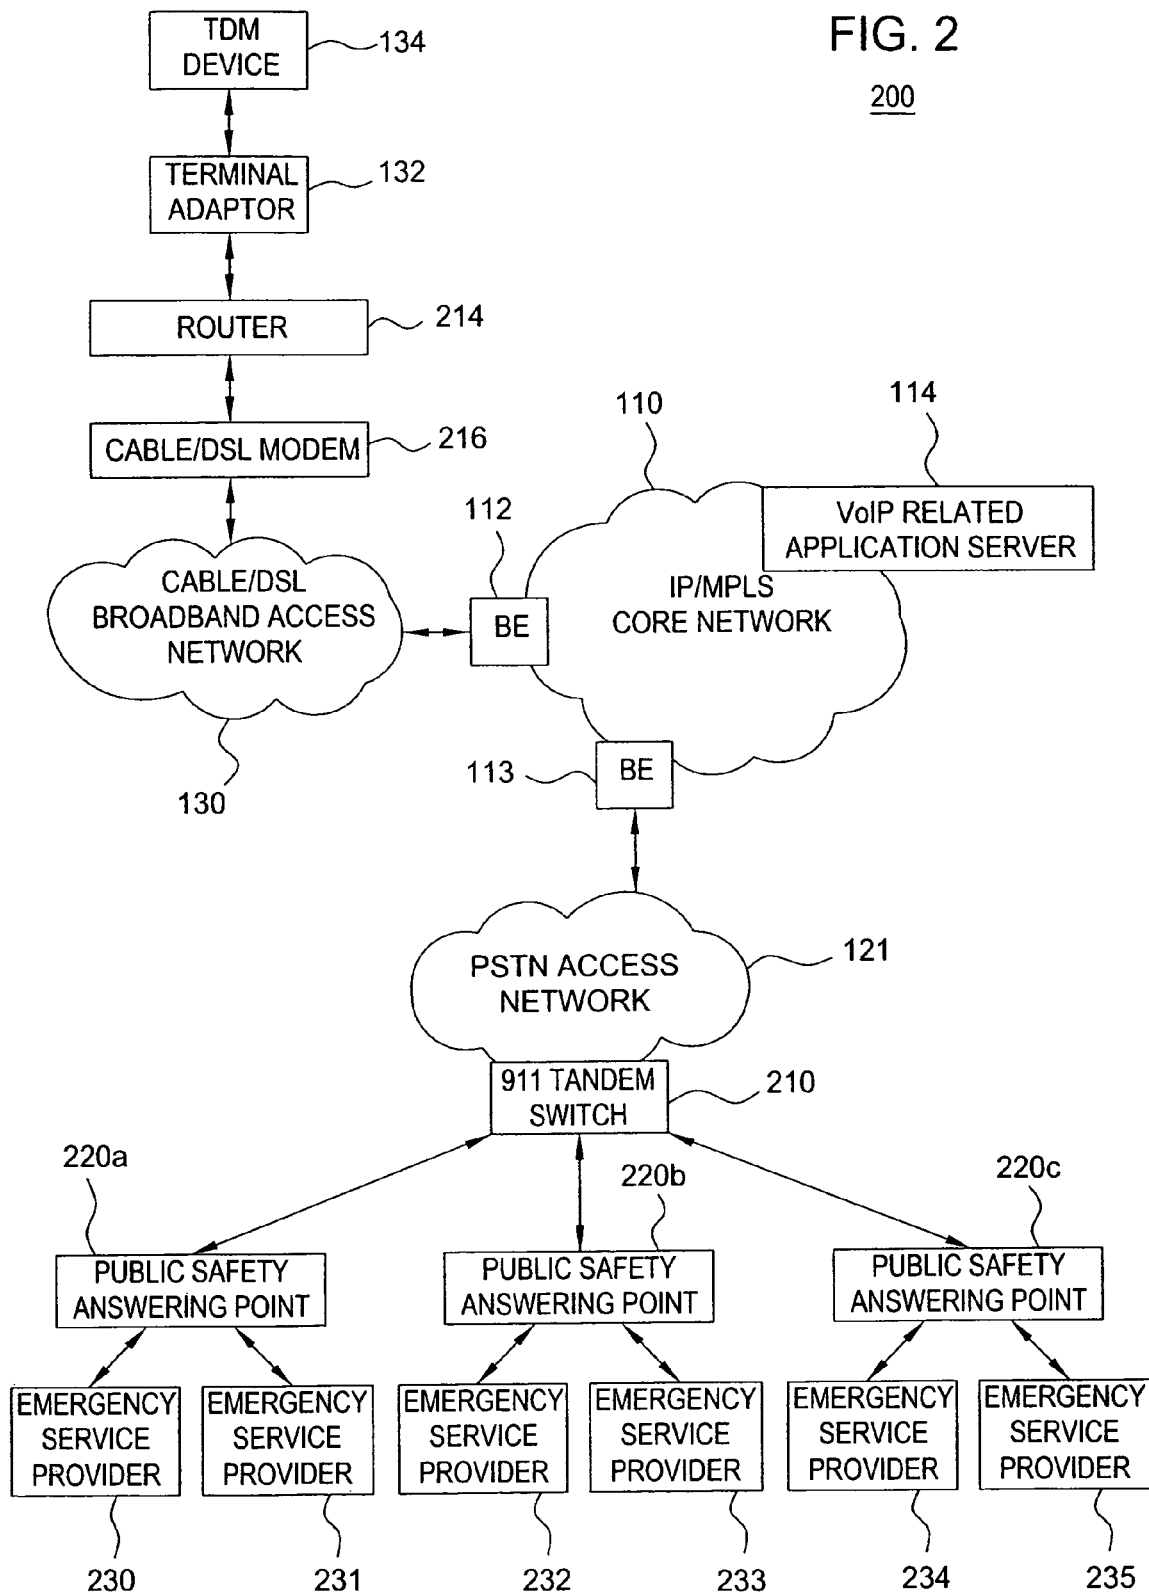 FIG. 2
200
TDM
DEVICE
134
TERMINAL
ADAPTOR
132
ROUTER
214
CABLE/DSL MODEM
216
110
114
VoIP RELATED
APPLICATION SERVER
112
CABLE/DSL
BROADBAND ACCESS
NETWORK
BE
IP/MPLS
CORE NETWORK
130
113
BE
PSTN ACCESS
NETWORK
121
911 TANDEM
SWITCH
210
220a
220b
220c
PUBLIC SAFETY
ANSWERING POINT
PUBLIC SAFETY
ANSWERING POINT
PUBLIC SAFETY
ANSWERING POINT
EMERGENCY
SERVICE
PROVIDER
EMERGENCY
SERVICE
PROVIDER
EMERGENCY
SERVICE
PROVIDER
EMERGENCY
SERVICE
PROVIDER
EMERGENCY
SERVICE
PROVIDER
EMERGENCY
SERVICE
PROVIDER
230
231
232
233
234
235